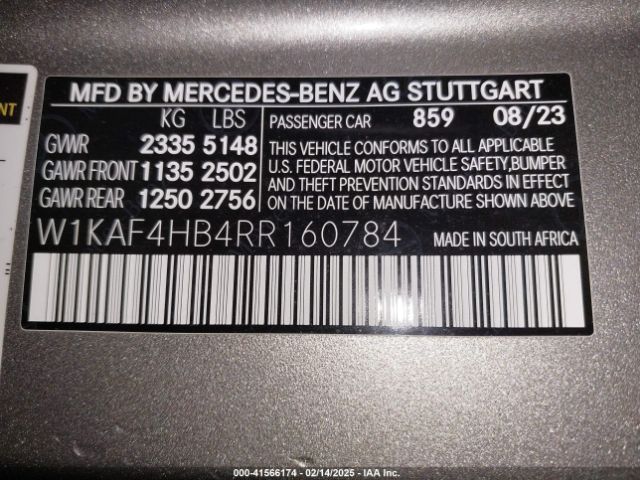 NT
MFD BY MERCEDES-BENZ AG STUTTGART
KG LBS
GVWR 2335 5148
GAWR FRONT 1135 2502
GAWR REAR 1250 2756
PASSENGER CAR 859 08/23
THIS VEHICLE CONFORMS TO ALL APPLICABLE
U.S. FEDERAL MOTOR VEHICLE SAFETY,BUMPER
AND THEFT PREVENTION STANDARDS IN EFFECT
ON THE DATE OF MANUFACTURE SHOWN ABOVE
W1KAF4HB4RR160784 MADE IN SOUTH AFRICA
000-41566174 - 02/14/2025 - IAA Inc.